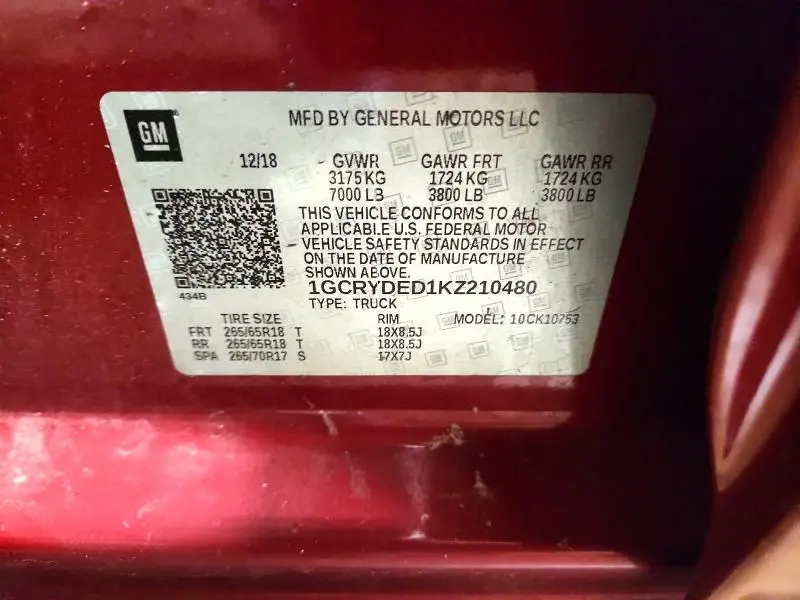 GM
MFD BY GENERAL MOTORS LLC
12/18 GVWR GAWR FRT GAWR RR
3175 KG 1724 KG 1724 KG
7000 LB 3800 LB 3800 LB
THIS VEHICLE CONFORMS TO ALL
APPLICABLE U.S. FEDERAL MOTOR
VEHICLE SAFETY STANDARDS IN EFFECT
ON THE DATE OF MANUFACTURE
SHOWN ABOVE.
434B
1GCRYDED1KZ210480
TYPE: TRUCK
TIRE SIZE RIM MODEL: 10CK10753
FRT 265/65R18 T 18X8.5J
RR 265/65R18 T 18X8.5J
SPA 265/70R17 S 17X7J